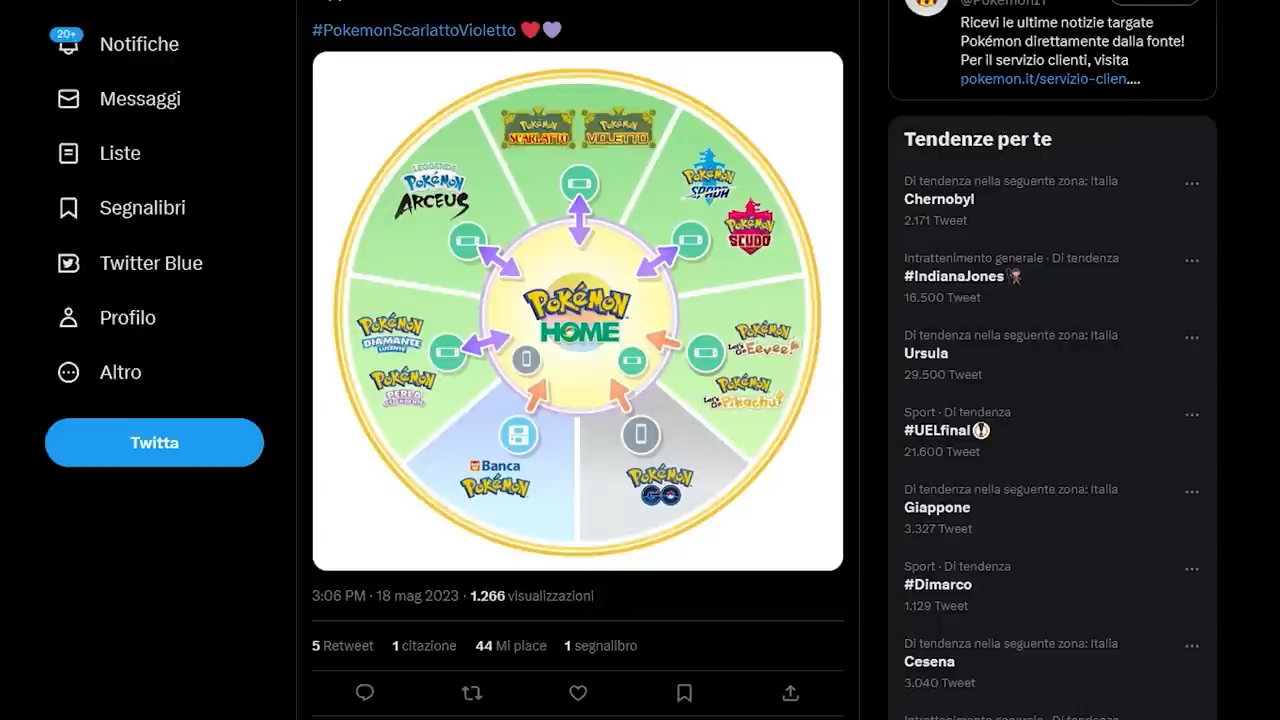 20+
Notifiche
Messaggi
Liste
Segnalibri
Twitter Blue
Profilo
Altro
Twitta
#PokemonScarlattoVioletto
POKÉMON SCARLATTO
POKÉMON VIOLETTO
LEGGENDE
POKÉMON
ARCEUS
POKÉMON
SPADA
POKÉMON
SCUDO
POKÉMON
HOME
POKÉMON
DIAMANTE
LUCENTE
POKÉMON
PERLA
SPLENDENTE
POKÉMON
Let's Go Eevee!
POKÉMON
Let's Go Pikachu!
Banca
POKÉMON
POKÉMON
GO
3:06 PM · 18 mag 2023 · 1.266 visualizzazioni
5 Retweet 1 citazione 44 Mi place 1 segnalibro
Ricevi le ultime notizie targate
Pokémon direttamente dalla fonte!
Per il servizio clienti, visita
pokemon.it/servizio-clien....
Tendenze per te
Di tendenza nella seguente zona: Italia
Chernobyl
2.171 Tweet
Intrattenimento generale · Di tendenza
#IndianaJones
16.500 Tweet
Di tendenza nella seguente zona: Italia
Ursula
29.500 Tweet
Sport · Di tendenza
#UELfinal
21.600 Tweet
Di tendenza nella seguente zona: Italia
Giappone
3.327 Tweet
Sport · Di tendenza
#Dimarco
1.129 Tweet
Di tendenza nella seguente zona: Italia
Cesena
3.040 Tweet